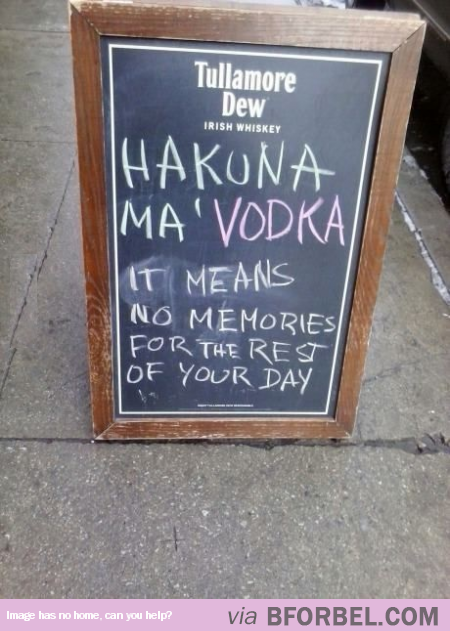 Tullamore
Dew
IRISH WHISKEY
HAKUNA
MA'VODKA
IT MEANS
NO MEMORIES
FOR THE REST
OF YOUR DAY
Image has no home, can you help?
via BFORBEL.COM